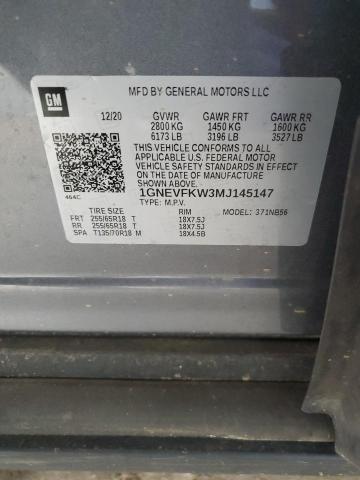 GM
MFD BY GENERAL MOTORS LLC
12/20 GVWR GAWR FRT GAWR RR
2800 KG 1450 KG 1600 KG
6173 LB 3196 LB 3527 LB
THIS VEHICLE CONFORMS TO ALL
APPLICABLE U.S. FEDERAL MOTOR
VEHICLE SAFETY STANDARDS IN
EFFECT ON THE DATE OF
MANUFACTURE SHOWN ABOVE.
464C 1GNEVFKW3MJ145147
TYPE: M.P.V.
TIRE SIZE RIM MODEL: 371NB56
FRT 255/65R18 T 18X7.5J
RR 255/65R18 T 18X7.5J
SPA T135/70R18 M 18X4.5B